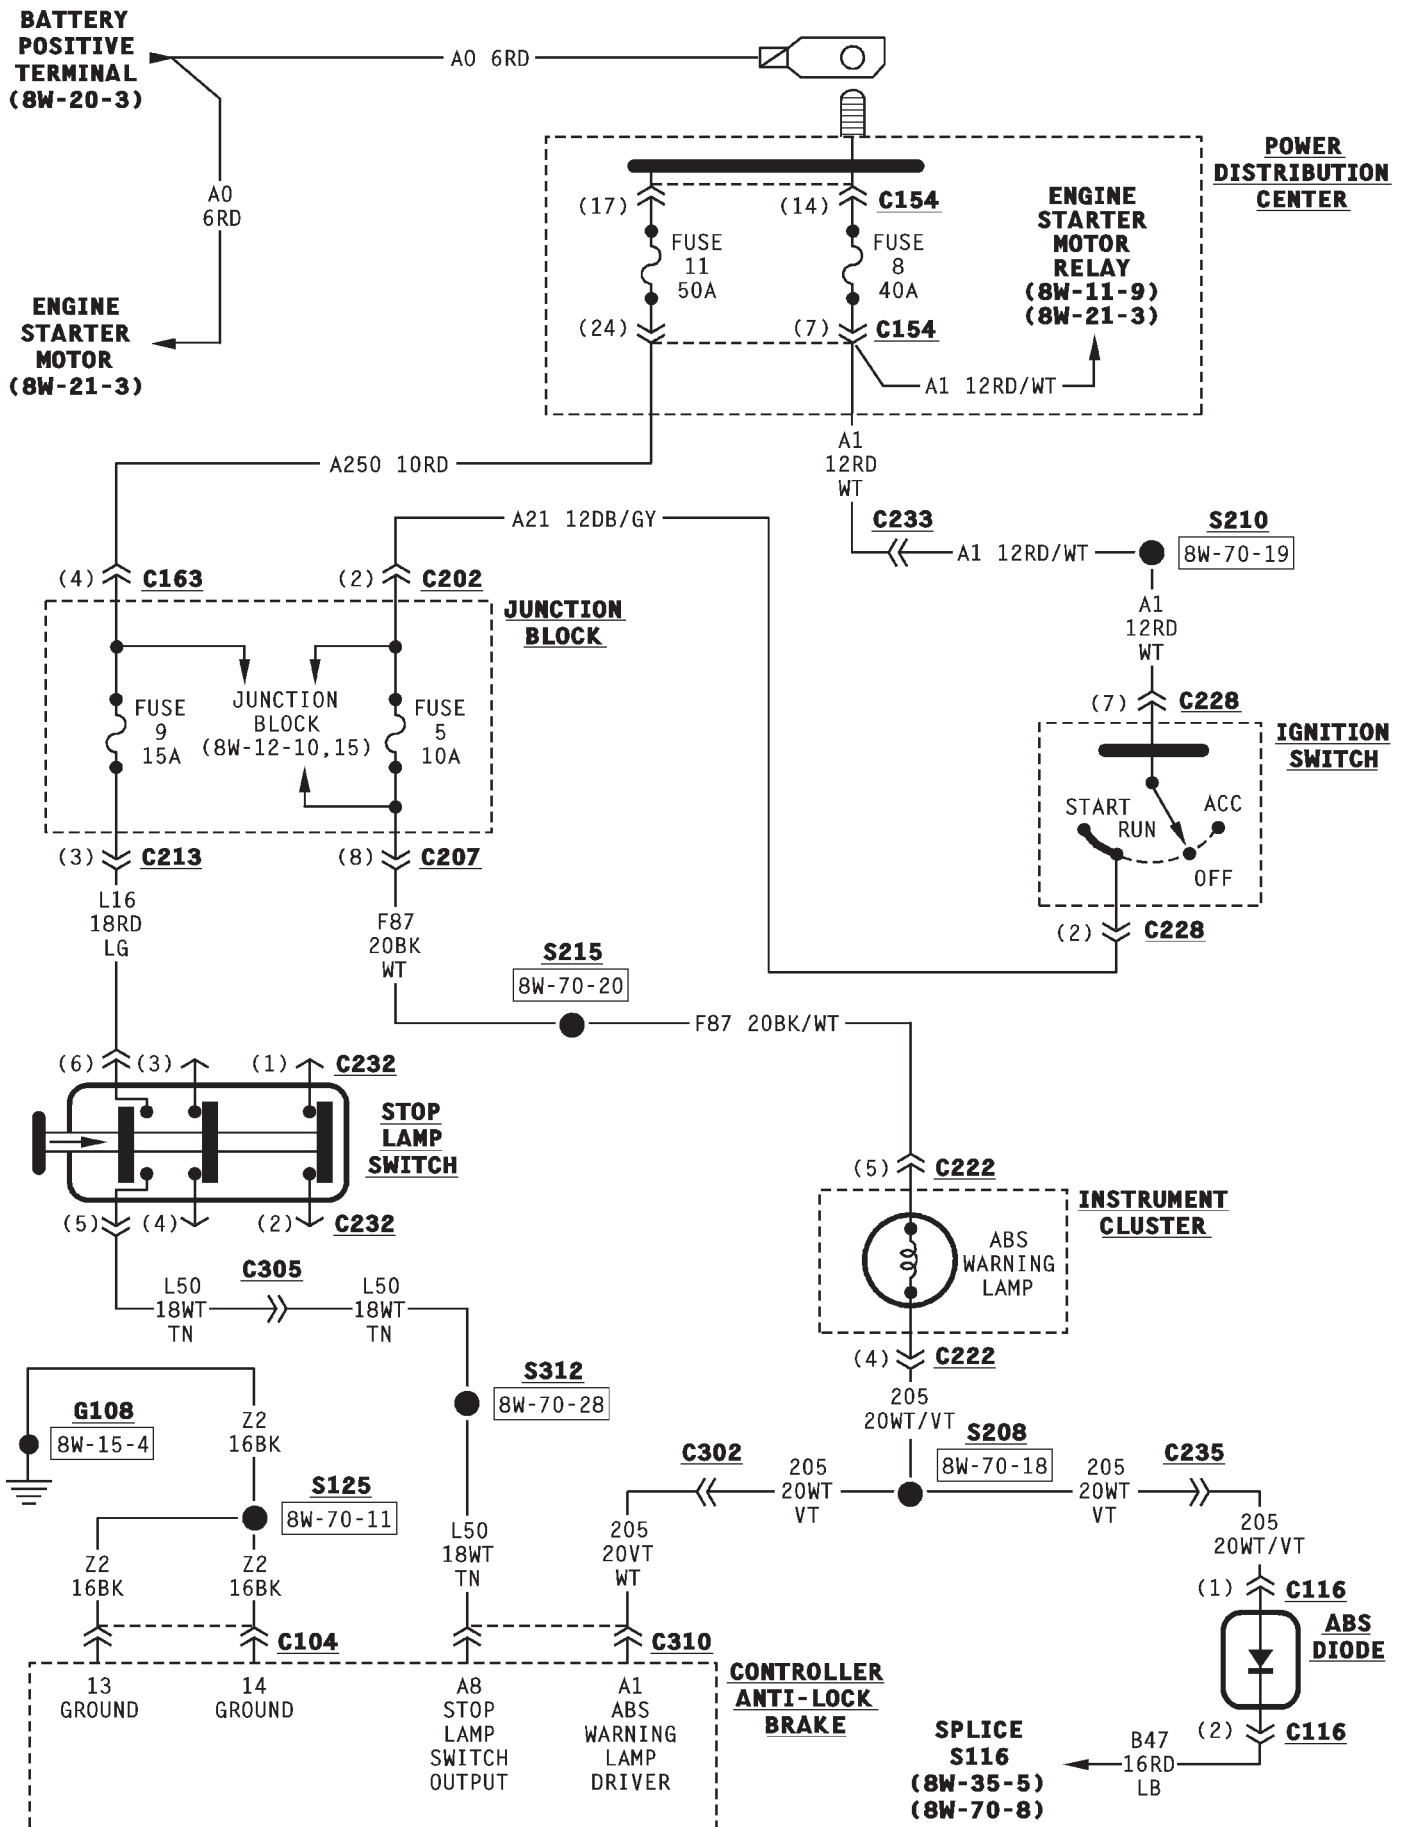 BATTERY
POSITIVE
TERMINAL
(8W-20-3)
A0 6RD
A0
6RD
ENGINE
STARTER
MOTOR
(8W-21-3)
POWER
DISTRIBUTION
CENTER
(17)
(14)
C154
FUSE
11
50A
FUSE
8
40A
ENGINE
STARTER
MOTOR
RELAY
(8W-11-9)
(8W-21-3)
(24)
(7)
C154
A1 12RD/WT
A250 10RD
A1
12RD
WT
A21 12DB/GY
C233
A1 12RD/WT
S210
8W-70-19
(4)
C163
(2)
C202
JUNCTION
BLOCK
A1
12RD
WT
FUSE
9
15A
JUNCTION
BLOCK
(8W-12-10,15)
FUSE
5
10A
(7)
C228
IGNITION
SWITCH
START
RUN
ACC
OFF
(3)
C213
(8)
C207
L16
18RD
LG
F87
20BK
WT
(2)
C228
S215
8W-70-20
F87 20BK/WT
(6)
(3)
(1)
C232
STOP
LAMP
SWITCH
(5)
(4)
(2)
C232
(5)
C222
INSTRUMENT
CLUSTER
ABS
WARNING
LAMP
C305
L50
18WT
TN
L50
18WT
TN
(4)
C222
S312
8W-70-28
205
20WT/VT
G108
8W-15-4
Z2
16BK
S208
8W-70-18
C302
205
20WT
VT
205
20WT
VT
C235
S125
8W-70-11
Z2
16BK
Z2
16BK
L50
18WT
TN
205
20VT
WT
205
20WT/VT
(1)
C116
ABS
DIODE
C104
C310
13
GROUND
14
GROUND
A8
STOP
LAMP
SWITCH
OUTPUT
A1
ABS
WARNING
LAMP
DRIVER
CONTROLLER
ANTI-LOCK
BRAKE
(2)
C116
SPLICE
S116
(8W-35-5)
(8W-70-8)
B47
16RD
LB